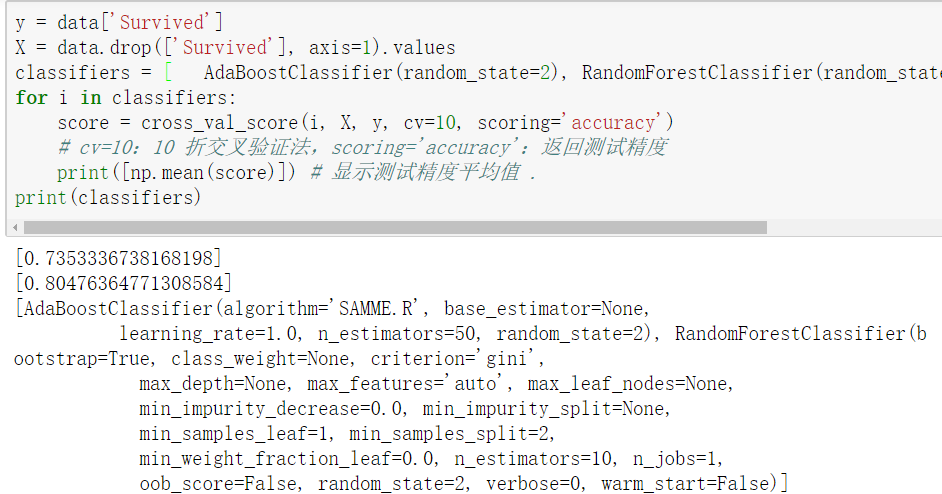 y = data['Survived']
X = data.drop(['Survived'], axis=1).values
classifiers = [   AdaBoostClassifier(random_state=2), RandomForestClassifier(random_state
for i in classifiers:
    score = cross_val_score(i, X, y, cv=10, scoring='accuracy')
    # cv=10：10 折交叉验证法，scoring='accuracy'：返回测试精度
    print([np.mean(score)]) # 显示测试精度平均值 .
print(classifiers)
[0.7353336738168198]
[0.80476364771308584]
[AdaBoostClassifier(algorithm='SAMME.R', base_estimator=None,
          learning_rate=1.0, n_estimators=50, random_state=2), RandomForestClassifier(b
ootstrap=True, class_weight=None, criterion='gini',
            max_depth=None, max_features='auto', max_leaf_nodes=None,
            min_impurity_decrease=0.0, min_impurity_split=None,
            min_samples_leaf=1, min_samples_split=2,
            min_weight_fraction_leaf=0.0, n_estimators=10, n_jobs=1,
            oob_score=False, random_state=2, verbose=0, warm_start=False)]